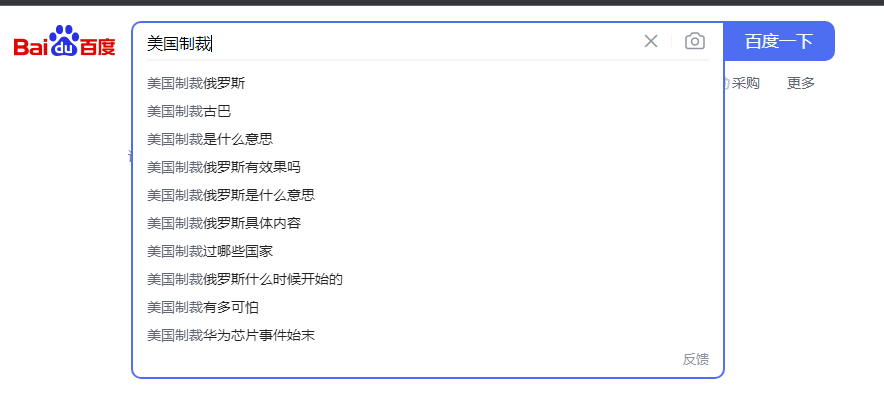 Bai du 百度
美国制裁
百度一下
采购
更多
美国制裁俄罗斯
美国制裁古巴
美国制裁是什么意思
美国制裁俄罗斯有效果吗
美国制裁俄罗斯是什么意思
美国制裁俄罗斯具体内容
美国制裁过哪些国家
美国制裁俄罗斯什么时候开始的
美国制裁有多可怕
美国制裁华为芯片事件始末
反馈